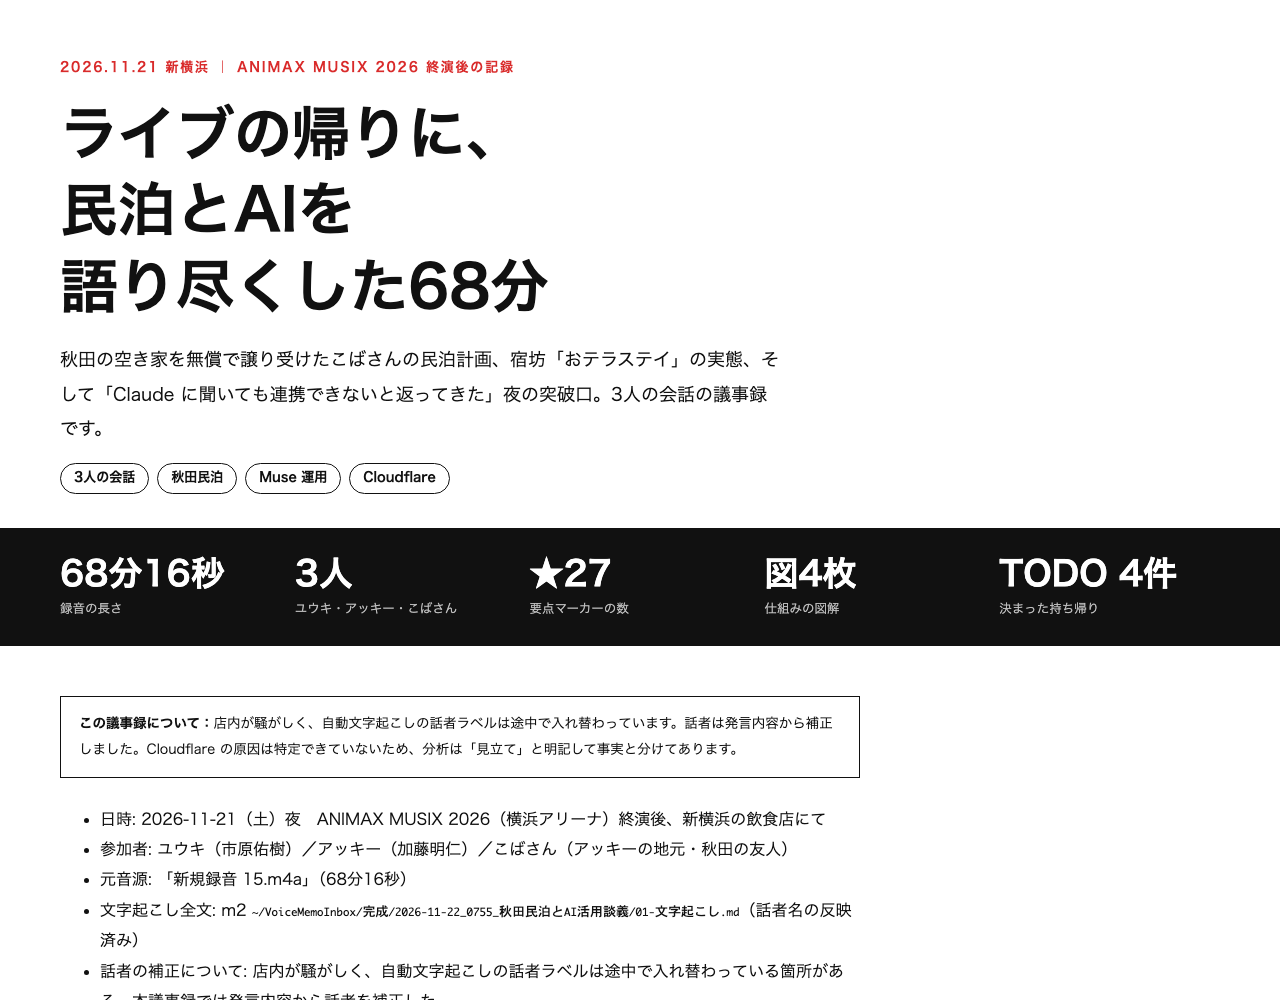 2026.11.21 新横浜 ｜ ANIMAX MUSIX 2026 終演後の記録
ライブの帰りに、
民泊とAIを
語り尽くした68分
秋田の空き家を無償で譲り受けたこばさんの民泊計画、宿坊「おテラステイ」の実態、そ
して「Claude に聞いても連携できないと返ってきた」夜の突破口。3人の会話の議事録
です。
3人の会話 秋田民泊 Muse 運用 Cloudflare
68分16秒 3人 ★27 図4枚 TODO 4件
録音の長さ ユウキ・アッキー・こばさん 要点マーカーの数 仕組みの図解 決まった持ち帰り
この議事録について：店内が騒がしく、自動文字起こしの話者ラベルは途中で入れ替わっています。話者は発言内容から補正
しました。Cloudflare の原因は特定できていないため、分析は「見立て」と明記して事実と分けてあります。
• 日時: 2026-11-21（土）夜　ANIMAX MUSIX 2026（横浜アリーナ）終演後、新横浜の飲食店にて
• 参加者: ユウキ（市原佑樹）／アッキー（加藤明仁）／こばさん（アッキーの地元・秋田の友人）
• 元音源: 「新規録音 15.m4a」（68分16秒）
• 文字起こし全文: m2 ~/VoiceMemoInbox/完成/2026-11-22_0755_秋田民泊とAI活用談義/01-文字起こし.md（話者名の反映
済み）
• 話者の補正について: 店内が騒がしく、自動文字起こしの話者ラベルは途中で入れ替わっている箇所があ
る。本議事録では発言内容から話者を補正した